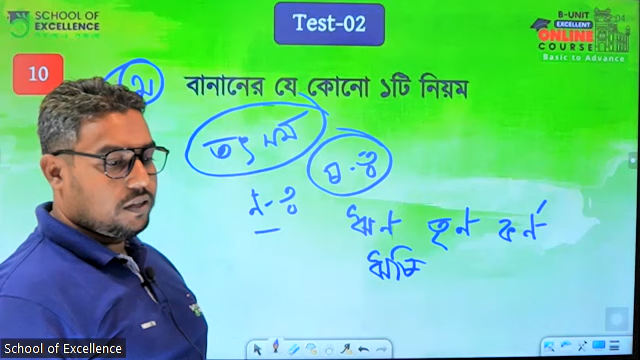 SCHOOL OF
EXCELLENCE
Test-02
B-UNIT
EXCELLENT
ONLINE
COURSE
Basic to Advance
10
ম বানানের যে কোনো ১টি নিয়ম
তৎসম
ষ-ত্ব
ণ-ত্ব
ঋণ তৃণ কর্ণ
ঋষি
School of Excellence